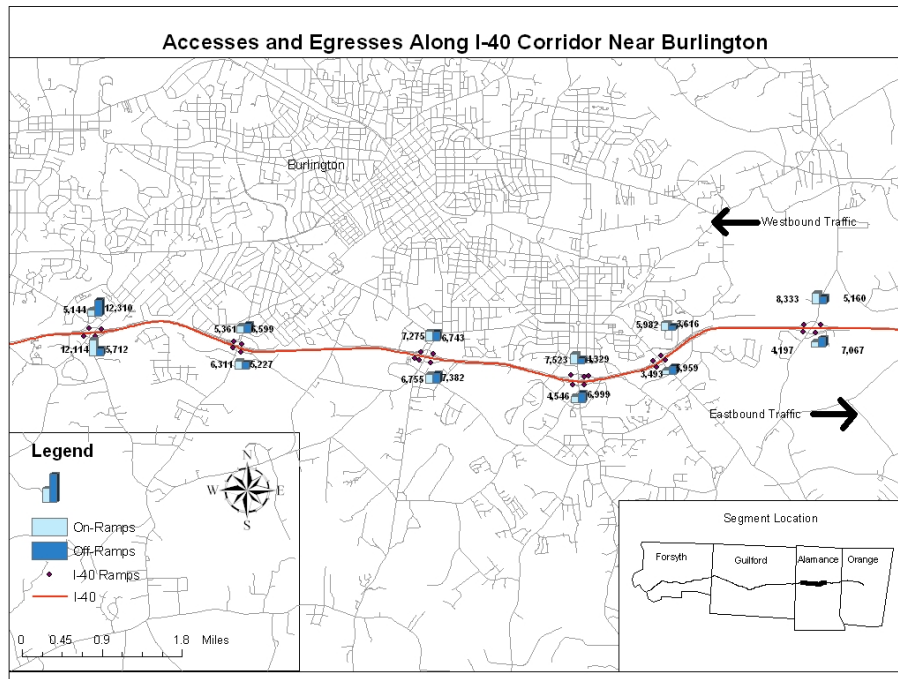 Accesses and Egresses Along I-40 Corridor Near Burlington
Burlington
Westbound Traffic
5,144 12,310
8,333 5,160
5,361 6,599
7,275 6,743
5,982 3,616
7,523 4,329
12,114 5,712
6,311 5,227
6,755 7,382
4,546 6,999
3,493
4,197 7,067
Eastbound Traffic
Legend
N
W E
S
On-Ramps
Off-Ramps
I-40 Ramps
I-40
0 0.45 0.9 1.8 Miles
Segment Location
Forsyth Guilford Alamance Orange